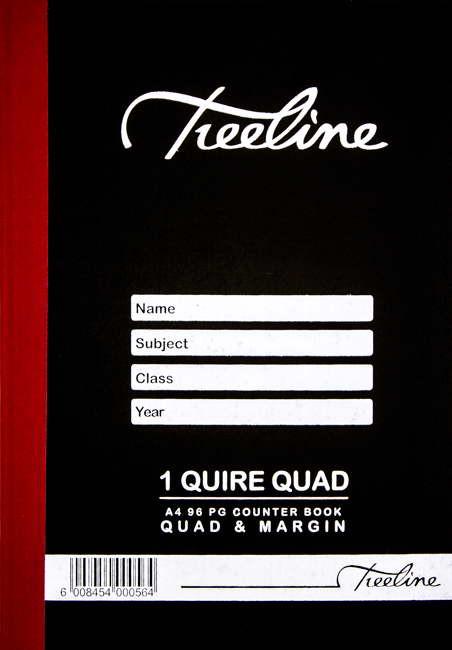 Treeline
Name
Subject
Class
Year
1 QUIRE QUAD
A4 96 PG COUNTER BOOK
QUAD & MARGIN
6 008454 000564
Treeline